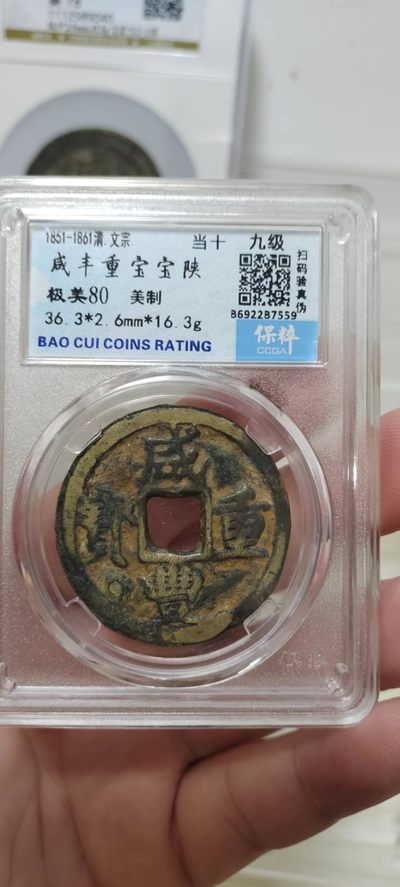 1851-1861清.文宗 当十 九级
咸丰重宝宝陕
极美80 美制
36.3*2.6mm*16.3g
BAO CUI COINS RATING
扫码验真伪
B6922B7559
保粹
CCGA
咸
豐
重
寶